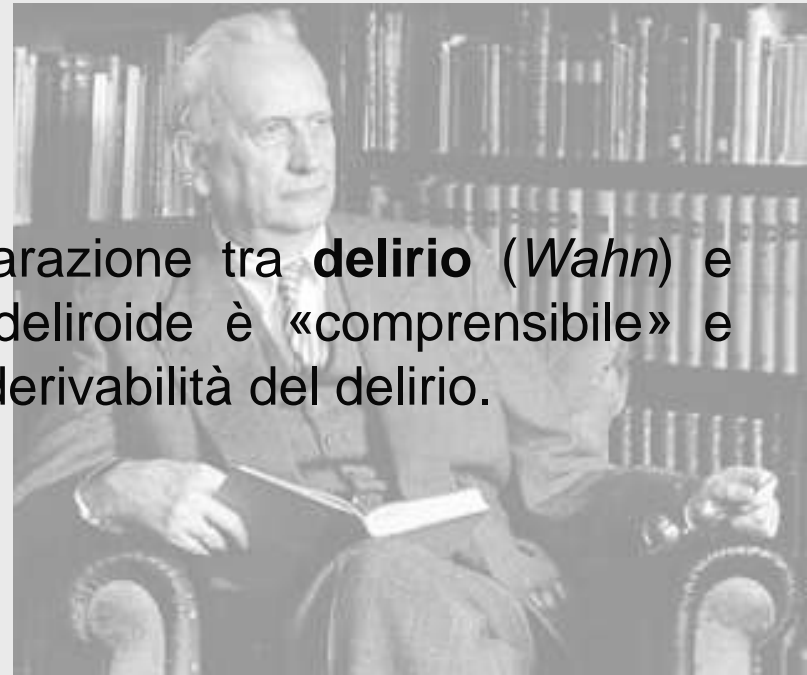 arazione tra delirio (Wahn) e
deliroide è «comprensibile» e
derivabilità del delirio.